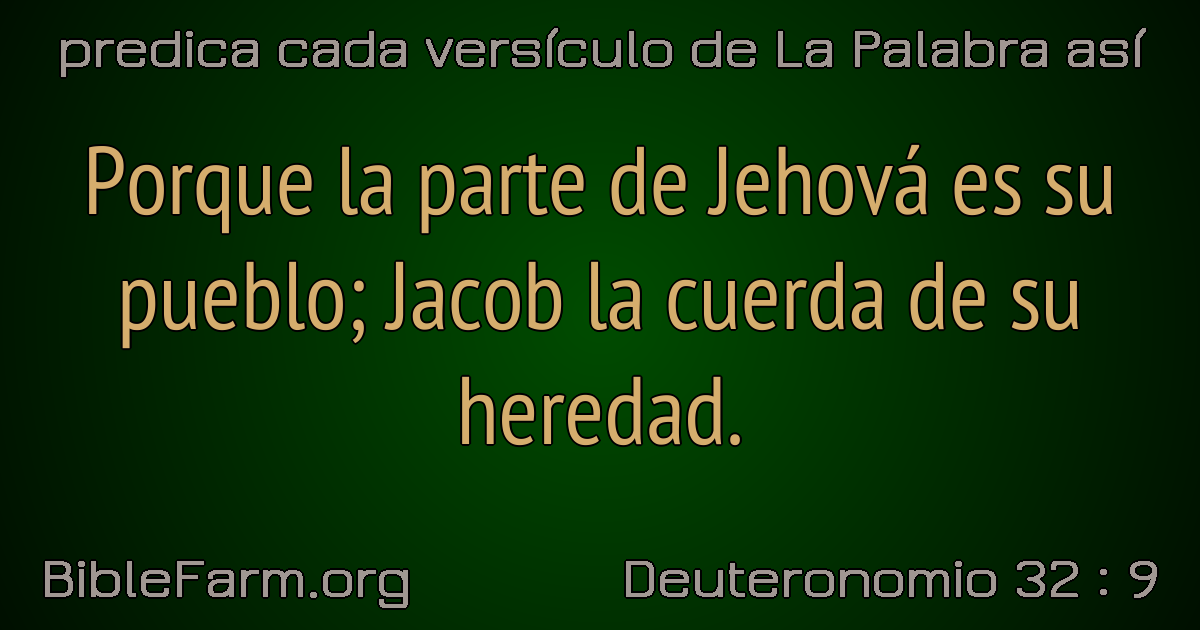 predica cada versículo de La Palabra así
Porque la parte de Jehová es su
pueblo; Jacob la cuerda de su
heredad.
BibleFarm.org
Deuteronomio 32 : 9